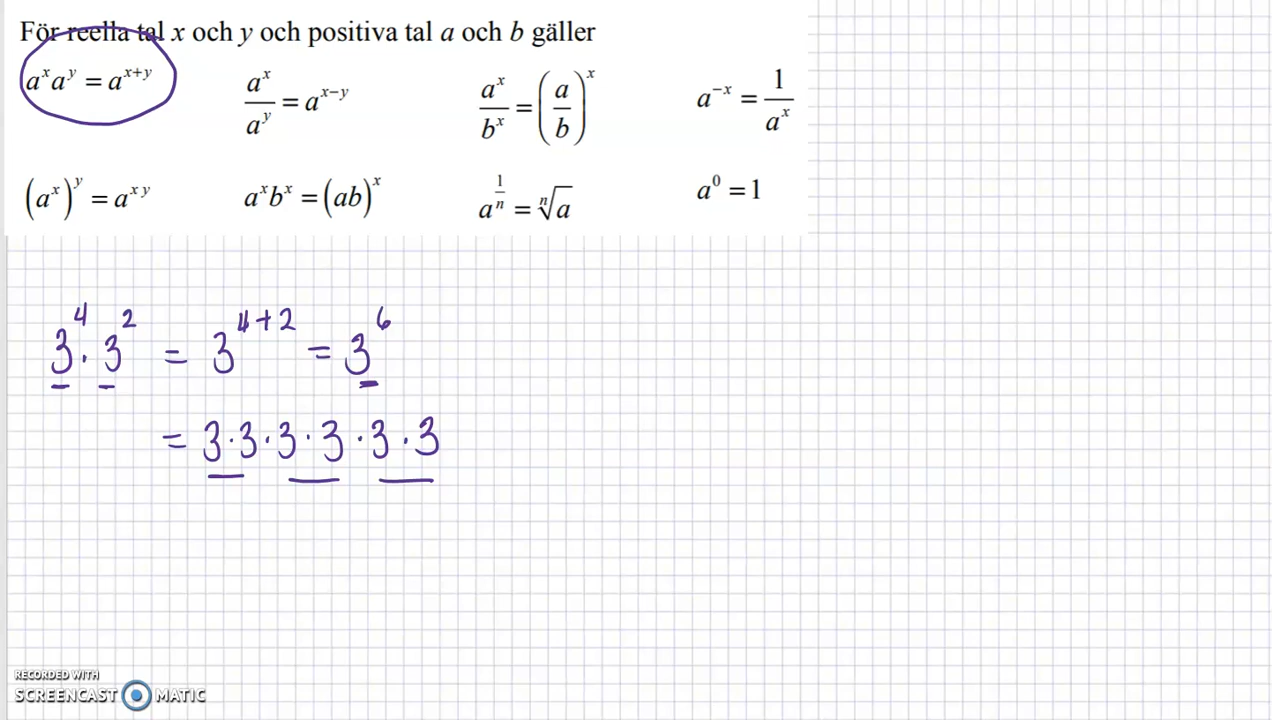 För reella tal x och y och positiva tal a och b gäller
a^x a^y = a^{x+y}
a^x / a^y = a^{x−y}
a^x / b^x = (a/b)^x
a^{−x} = 1 / a^x
(a^x)^y = a^{xy}
a^x b^x = (ab)^x
a^{1/n} = ⁿ√a
a^0 = 1
3^4 · 3^2 = 3^{4+2} = 3^6
= 3·3·3·3·3·3
RECORDED WITH
SCREENCAST MATIC